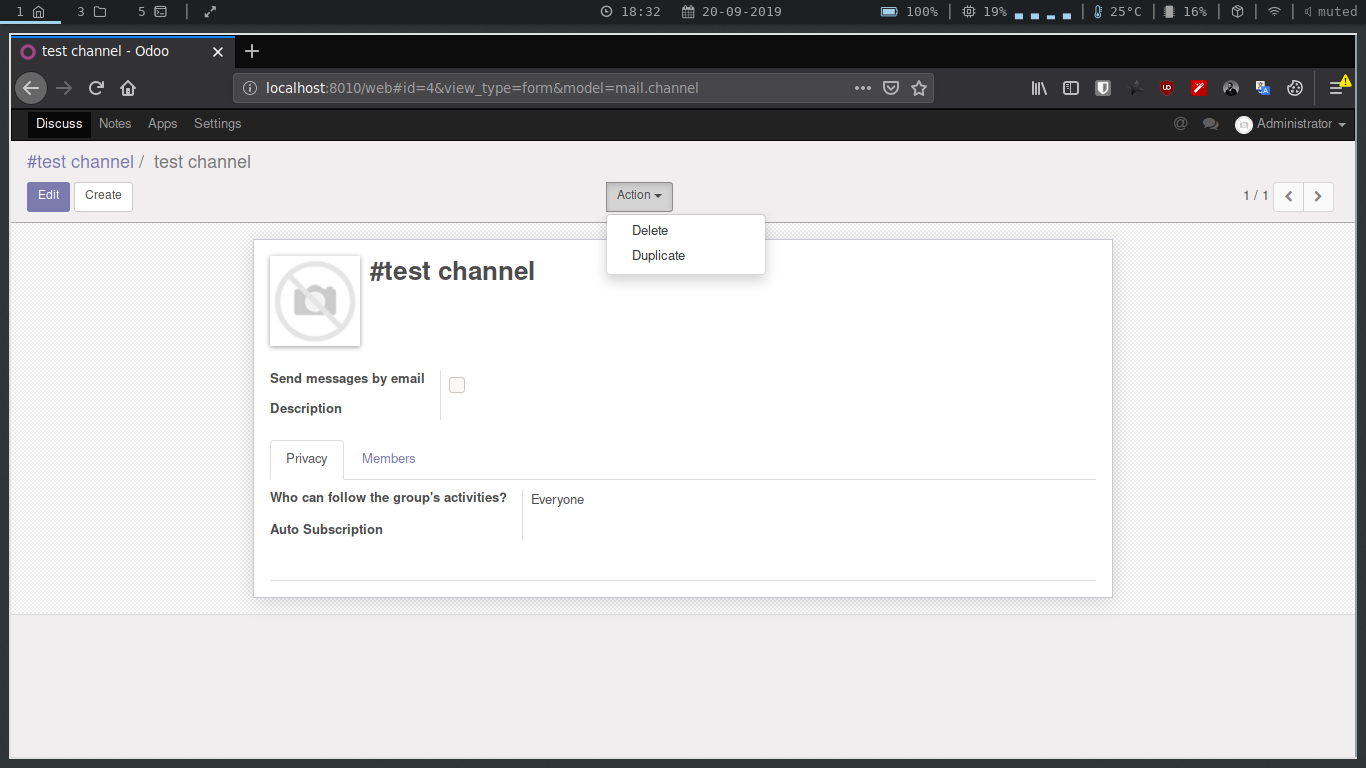 1 3 5 18:32 20-09-2019 100% 19% 25°C 16% muted
test channel - Odoo
localhost:8010/web#id=4&view_type=form&model=mail.channel
Discuss Notes Apps Settings @ Administrator
#test channel / test channel
Edit Create Action 1 / 1
Delete
Duplicate
#test channel
Send messages by email
Description
Privacy Members
Who can follow the group's activities? Everyone
Auto Subscription